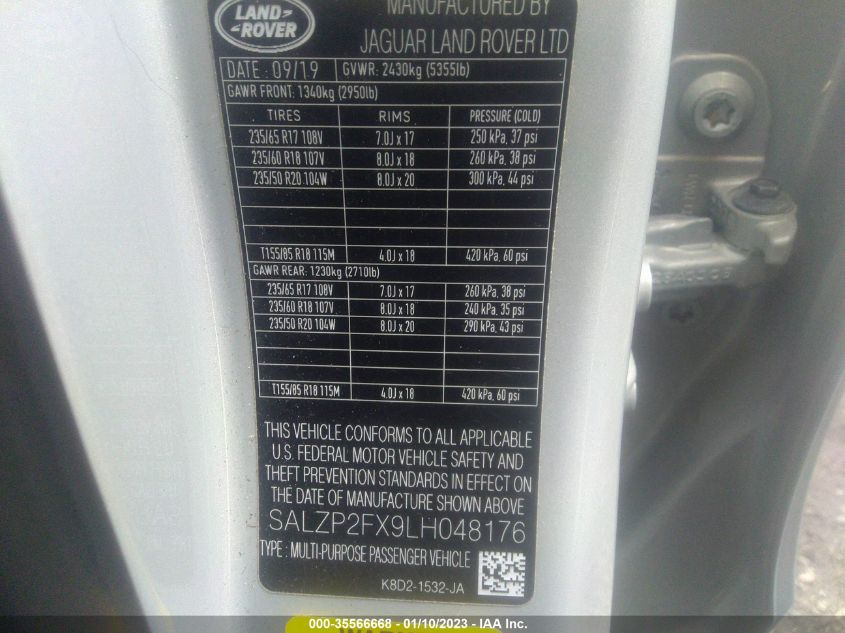 LAND-
-ROVER
MANUFACTURED BY
JAGUAR LAND ROVER LTD
DATE : 09/19 GVWR: 2430kg (5355lb)
GAWR FRONT: 1340kg (2950lb)
TIRES RIMS PRESSURE (COLD)
235/65 R17 108V 7.0J x 17 250 kPa, 37 psi
235/60 R18 107V 8.0J x 18 260 kPa, 38 psi
235/50 R20 104W 8.0J x 20 300 kPa, 44 psi
T155/85 R18 115M 4.0J x 18 420 kPa, 60 psi
GAWR REAR: 1230kg (2710lb)
235/65 R17 108V 7.0J x 17 260 kPa, 38 psi
235/60 R18 107V 8.0J x 18 240 kPa, 35 psi
235/50 R20 104W 8.0J x 20 290 kPa, 43 psi
T155/85 R18 115M 4.0J x 18 420 kPa, 60 psi
THIS VEHICLE CONFORMS TO ALL APPLICABLE
U.S. FEDERAL MOTOR VEHICLE SAFETY AND
THEFT PREVENTION STANDARDS IN EFFECT ON
THE DATE OF MANUFACTURE SHOWN ABOVE
SALZP2FX9LH048176
TYPE : MULTI-PURPOSE PASSENGER VEHICLE
K8D2-1532-JA
000-35566668 - 01/10/2023 - IAA Inc.